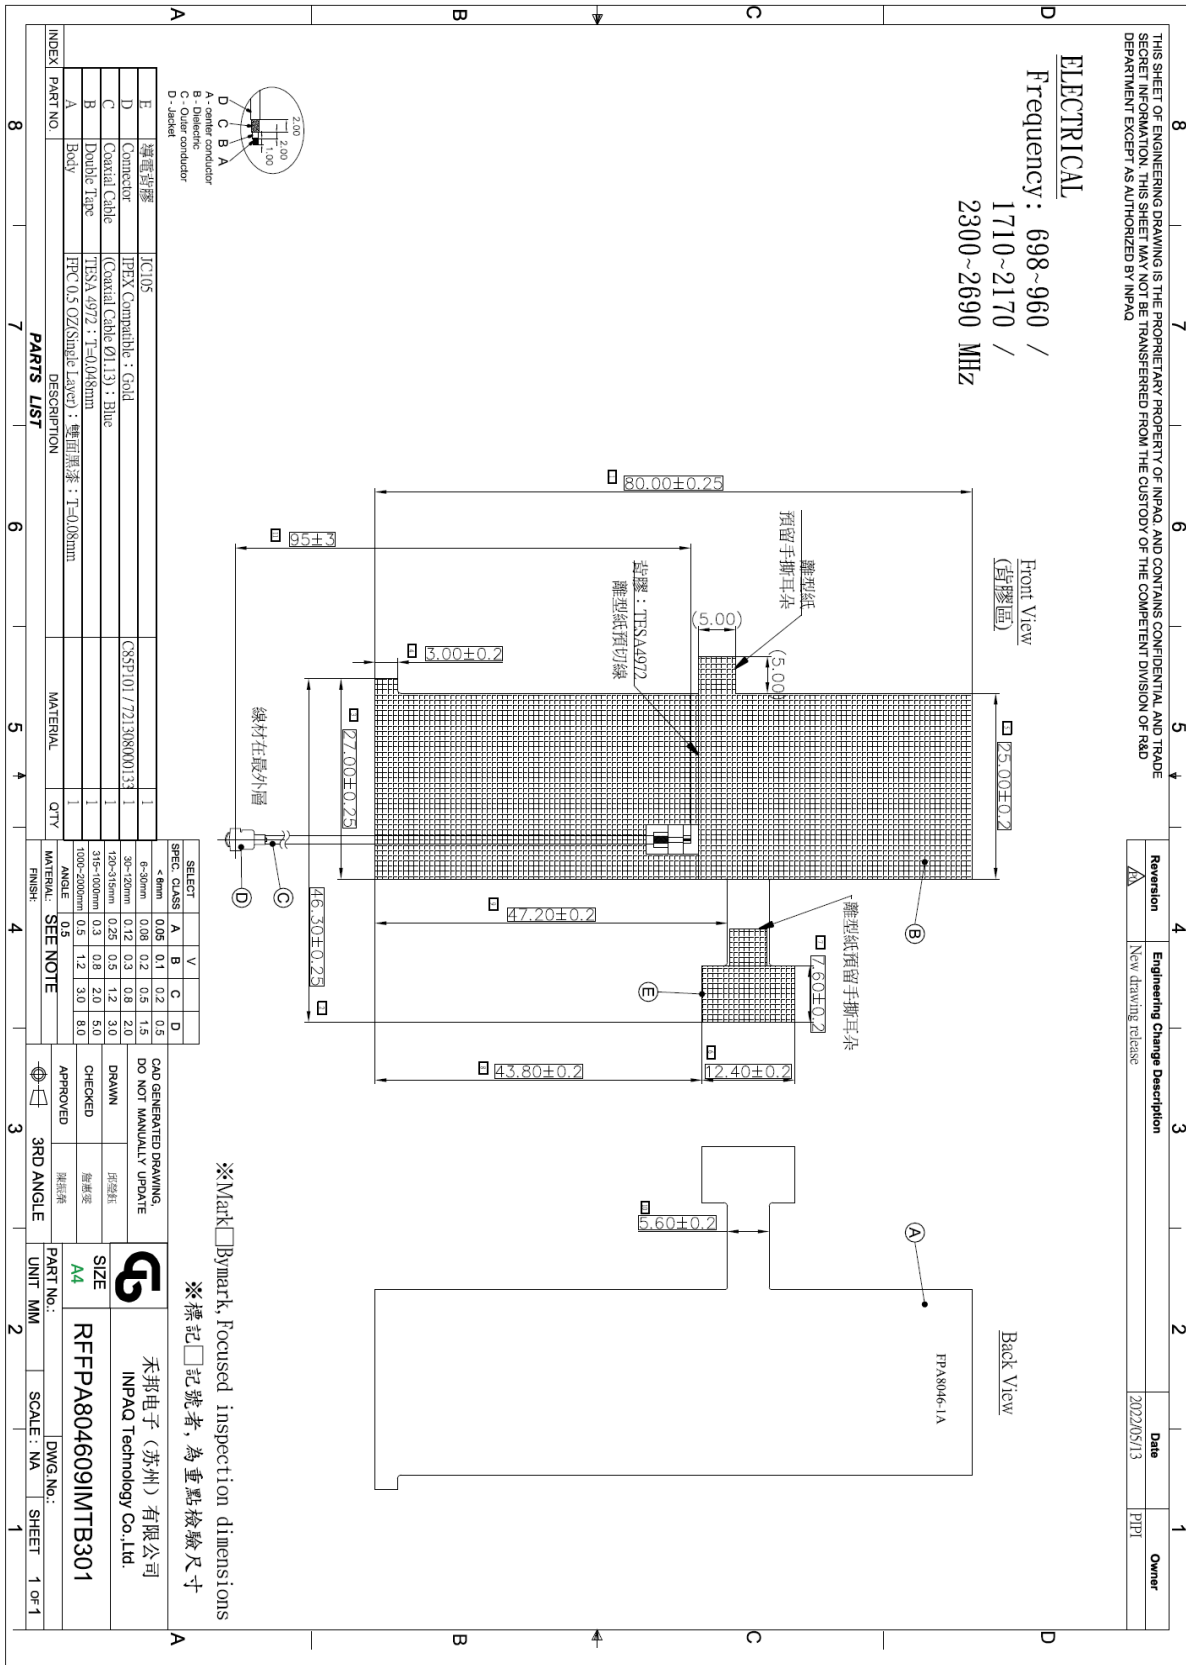 THIS SHEET OF ENGINEERING DRAWING IS THE PROPRIETARY PROPERTY OF INPAQ. AND CONTAINS CONFIDENTIAL AND TRADE
SECRET INFORMATION. THIS SHEET MAY NOT BE TRANSFERRED FROM THE CUSTODY OF THE COMPETENT DIVISION OF R&D
DEPARTMENT EXCEPT AS AUTHORIZED BY INPAQ
Reversion Engineering Change Description Date Owner
New drawing release 2022/05/13 PIPI
8 7 6 5 4 3 2 1
D
C
B
A
ELECTRICAL
Frequency: 698~960 /
1710~2170 /
2300~2690 MHz
Front View
(背膠區)
Back View
FPA8046-1A
80.00±0.25
95±3
離型紙
預留手撕耳朵
背膠：TESA4972
離型紙預切線
(5.00)
(5.00)
25.00±0.2
3.00±0.2
27.00±0.25
線材在最外層
46.30±0.25
47.20±0.2
離型紙預留手撕耳朵
7.60±0.2
12.40±0.2
43.80±0.2
5.60±0.2
A
B
C
D
E
2.00
2.00
1.00
D C B A
A - center conductor
B - Dielectric
C - Outer conductor
D - Jacket
※Mark□Bymark, Focused inspection dimensions
※標記□記號者, 為重點檢驗尺寸
E 導電背膠 JC105 1
D Connector IPEX Compatible；Gold C85P101 / 721308000133 1
C Coaxial Cable (Coaxial Cable Ø1.13)；Blue 1
B Double Tape TESA 4972；T=0.048mm 1
A Body FPC 0.5 OZ(Single Layer)；雙面黑漆；T=0.08mm 1
INDEX PART NO. DESCRIPTION MATERIAL Q'TY
PARTS LIST
SELECT V
SPEC. CLASS A B C D
< 6mm 0.05 0.1 0.2 0.5
6~30mm 0.08 0.2 0.5 1.5
30~120mm 0.12 0.3 0.8 2.0
120~315mm 0.25 0.5 1.2 3.0
315~1000mm 0.3 0.8 2.0 5.0
1000~2000mm 0.5 1.2 3.0 8.0
ANGLE 0.5
MATERIAL: SEE NOTE
FINISH:
CAD GENERATED DRAWING,
DO NOT MANUALLY UPDATE
DRAWN
CHECKED
APPROVED
3RD ANGLE
禾邦电子（苏州）有限公司
INPAQ Technology Co.,Ltd.
SIZE
A4
RFFPA804609IMTB301
PART No.: DWG.No.:
UNIT MM SCALE : NA SHEET 1 OF 1